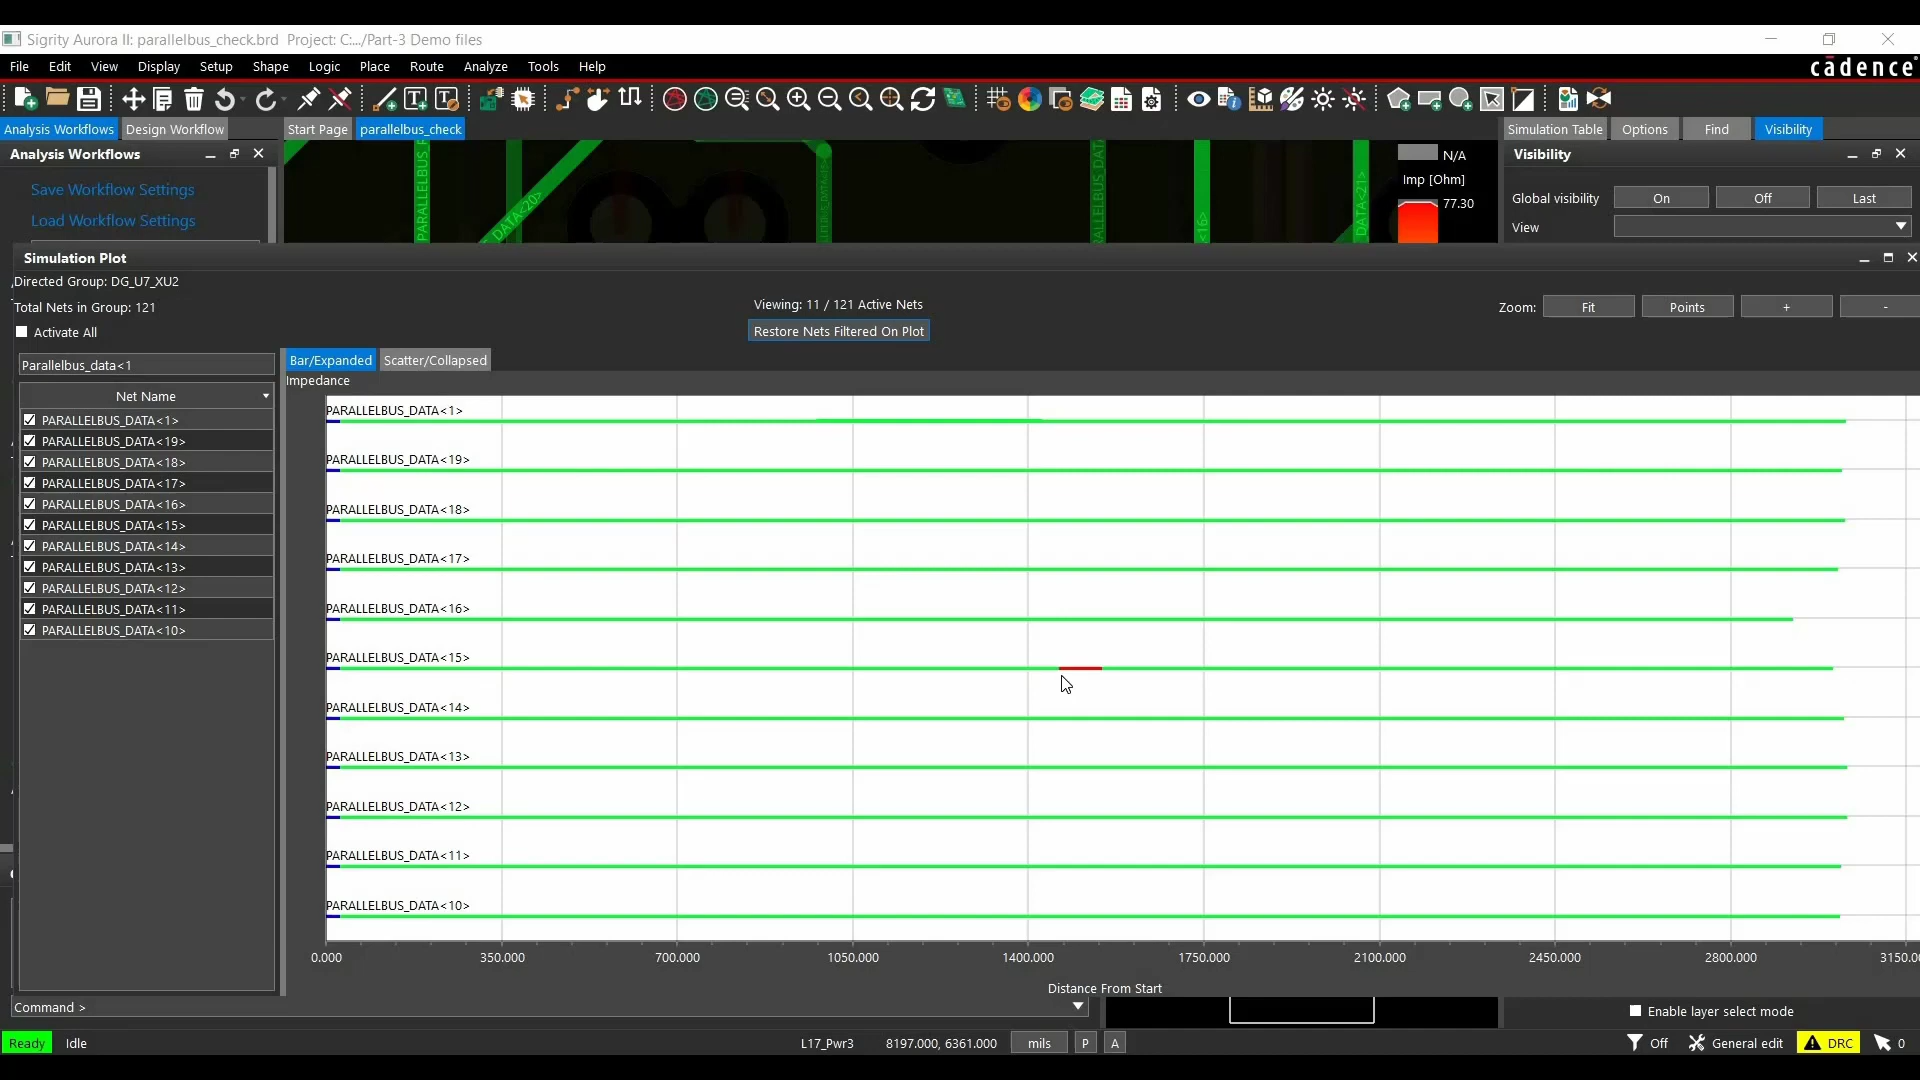 Sigrity Aurora II: parallelbus_check.brd Project: C:.../Part-3 Demo files
File Edit View Display Setup Shape Logic Place Route Analyze Tools Help
cādence
Analysis Workflows Design Workflow Start Page parallelbus_check Simulation Table Options Find Visibility
Analysis Workflows
Save Workflow Settings
Load Workflow Settings
DATA<20>
<16>
DATA<21>
N/A
Imp [Ohm]
77.30
Visibility
Global visibility On Off Last
View
Simulation Plot
Directed Group: DG_U7_XU2
Total Nets in Group: 121
Activate All
Viewing: 11 / 121 Active Nets
Restore Nets Filtered On Plot
Zoom: Fit Points + -
Parallelbus_data<1
Net Name
PARALLELBUS_DATA<1>
PARALLELBUS_DATA<19>
PARALLELBUS_DATA<18>
PARALLELBUS_DATA<17>
PARALLELBUS_DATA<16>
PARALLELBUS_DATA<15>
PARALLELBUS_DATA<14>
PARALLELBUS_DATA<13>
PARALLELBUS_DATA<12>
PARALLELBUS_DATA<11>
PARALLELBUS_DATA<10>
Bar/Expanded Scatter/Collapsed
Impedance
PARALLELBUS_DATA<1>
PARALLELBUS_DATA<19>
PARALLELBUS_DATA<18>
PARALLELBUS_DATA<17>
PARALLELBUS_DATA<16>
PARALLELBUS_DATA<15>
PARALLELBUS_DATA<14>
PARALLELBUS_DATA<13>
PARALLELBUS_DATA<12>
PARALLELBUS_DATA<11>
PARALLELBUS_DATA<10>
0.000 350.000 700.000 1050.000 1400.000 1750.000 2100.000 2450.000 2800.000 3150.0
Distance From Start
Command >
Enable layer select mode
Ready Idle L17_Pwr3 8197.000, 6361.000 mils P A Off General edit DRC 0